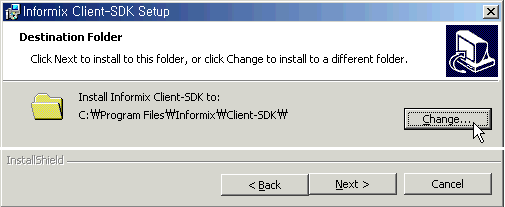 Informix Client-SDK Setup
Destination Folder
Click Next to install to this folder, or click Change to install to a different folder.
Install Informix Client-SDK to:
C:₩Program Files₩Informix₩Client-SDK₩
Change...
InstallShield
< Back
Next >
Cancel